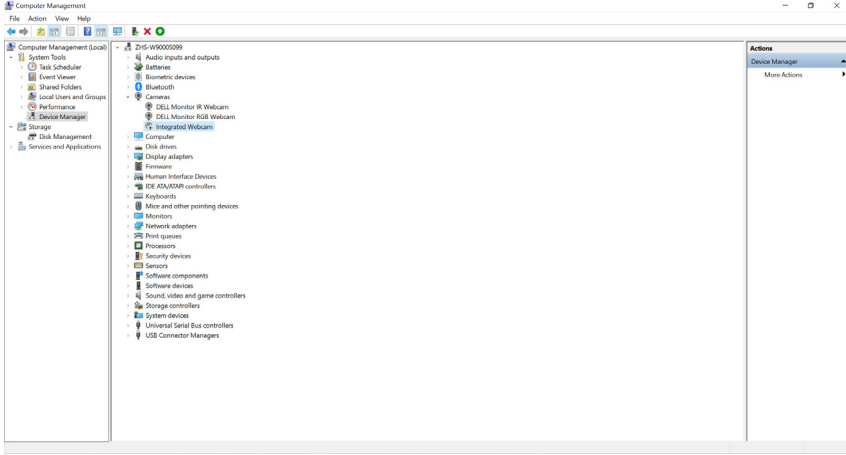 Computer Management
File Action View Help
Computer Management (Local)
System Tools
Task Scheduler
Event Viewer
Shared Folders
Local Users and Groups
Performance
Device Manager
Storage
Disk Management
Services and Applications
ZHS-W90005099
Audio inputs and outputs
Batteries
Biometric devices
Bluetooth
Cameras
DELL Monitor IR Webcam
DELL Monitor RGB Webcam
Integrated Webcam
Computer
Disk drives
Display adapters
Firmware
Human Interface Devices
IDE ATA/ATAPI controllers
Keyboards
Mice and other pointing devices
Monitors
Network adapters
Print queues
Processors
Security devices
Sensors
Software components
Software devices
Sound, video and game controllers
Storage controllers
System devices
Universal Serial Bus controllers
USB Connector Managers
Actions
Device Manager
More Actions